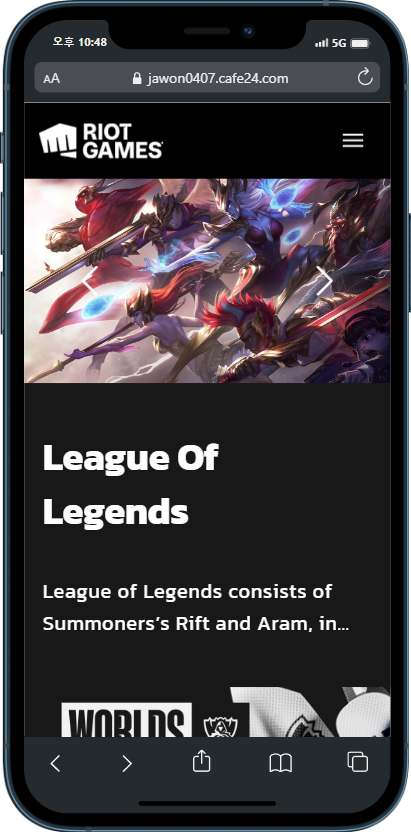 오후 10:48
5G
AA
jawon0407.cafe24.com
RIOT
GAMES
League Of
Legends
League of Legends consists of
Summoners’s Rift and Aram, in...
WORLDS